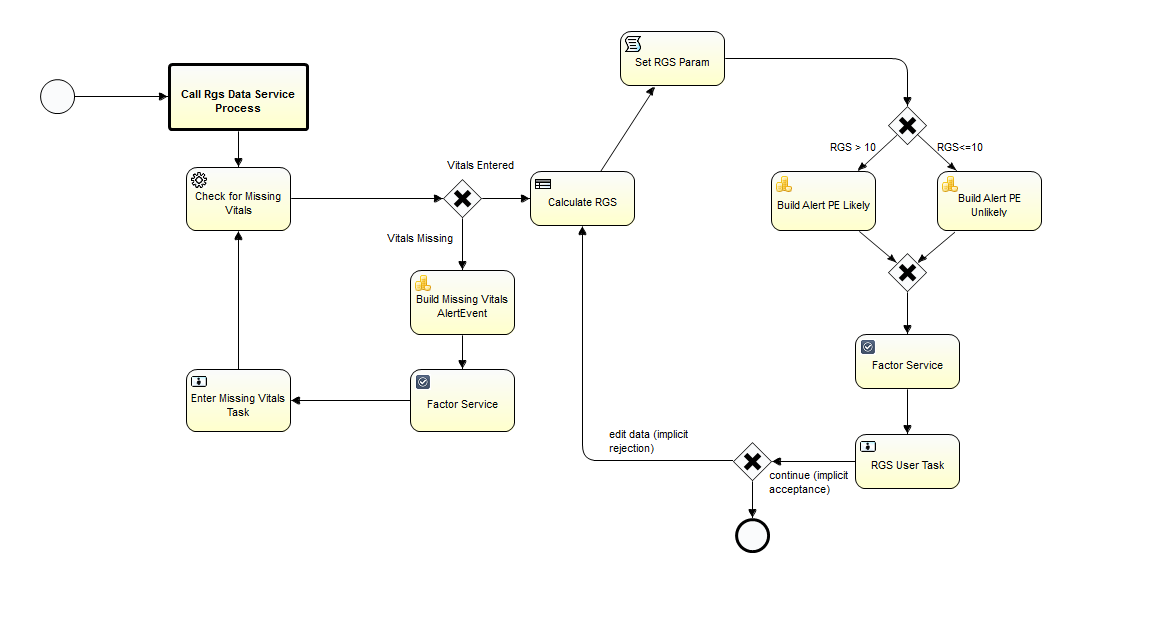 Set RGS Param
Call Rgs Data Service
Process
RGS > 10
RGS<=10
Vitals Entered
Check for Missing
Vitals
Calculate RGS
Build Alert PE Likely
Build Alert PE
Unlikely
Vitals Missing
Build Missing Vitals
AlertEvent
Factor Service
Enter Missing Vitals
Task
Factor Service
edit data (implicit
rejection)
RGS User Task
continue (implicit
acceptance)